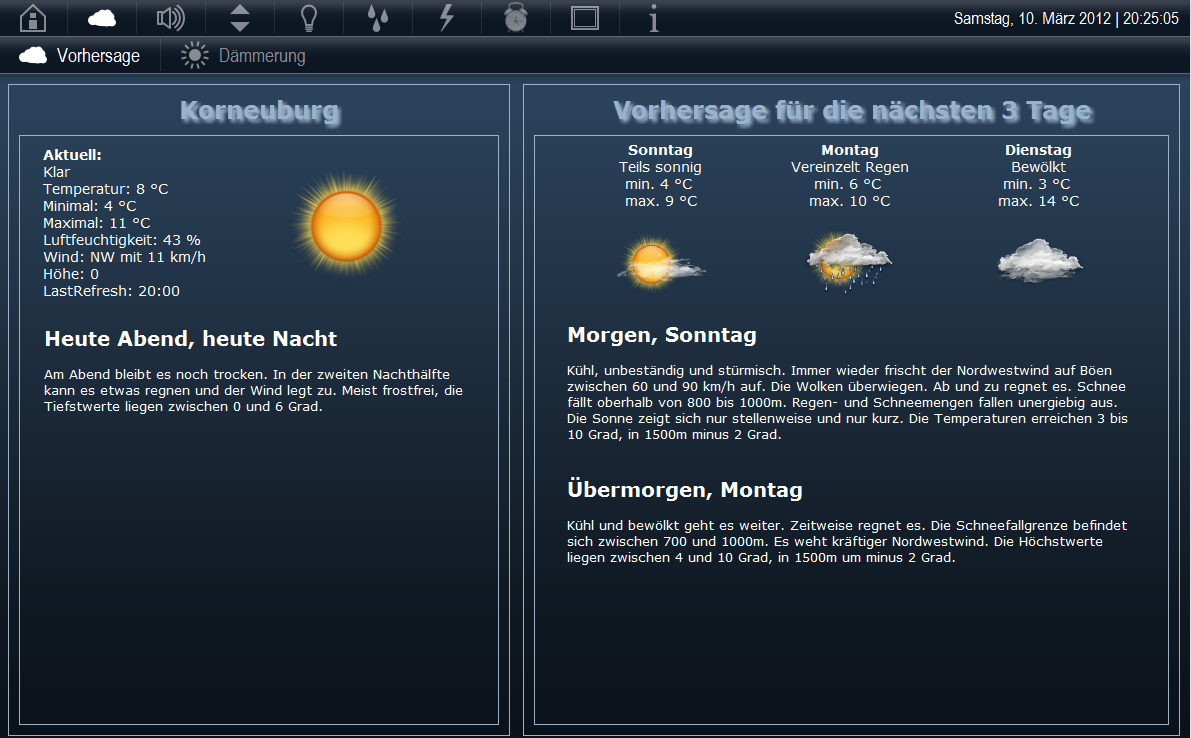 Samstag, 10. März 2012 | 20:25:05
Vorhersage
Dämmerung
Korneuburg
Aktuell:
Klar
Temperatur: 8 °C
Minimal: 4 °C
Maximal: 11 °C
Luftfeuchtigkeit: 43 %
Wind: NW mit 11 km/h
Höhe: 0
LastRefresh: 20:00
Heute Abend, heute Nacht
Am Abend bleibt es noch trocken. In der zweiten Nachthälfte
kann es etwas regnen und der Wind legt zu. Meist frostfrei, die
Tiefstwerte liegen zwischen 0 und 6 Grad.
Vorhersage für die nächsten 3 Tage
Sonntag
Teils sonnig
min. 4 °C
max. 9 °C
Montag
Vereinzelt Regen
min. 6 °C
max. 10 °C
Dienstag
Bewölkt
min. 3 °C
max. 14 °C
Morgen, Sonntag
Kühl, unbeständig und stürmisch. Immer wieder frischt der Nordwestwind auf Böen
zwischen 60 und 90 km/h auf. Die Wolken überwiegen. Ab und zu regnet es. Schnee
fällt oberhalb von 800 bis 1000m. Regen- und Schneemengen fallen unergiebig aus.
Die Sonne zeigt sich nur stellenweise und nur kurz. Die Temperaturen erreichen 3 bis
10 Grad, in 1500m minus 2 Grad.
Übermorgen, Montag
Kühl und bewölkt geht es weiter. Zeitweise regnet es. Die Schneefallgrenze befindet
sich zwischen 700 und 1000m. Es weht kräftiger Nordwestwind. Die Höchstwerte
liegen zwischen 4 und 10 Grad, in 1500m um minus 2 Grad.